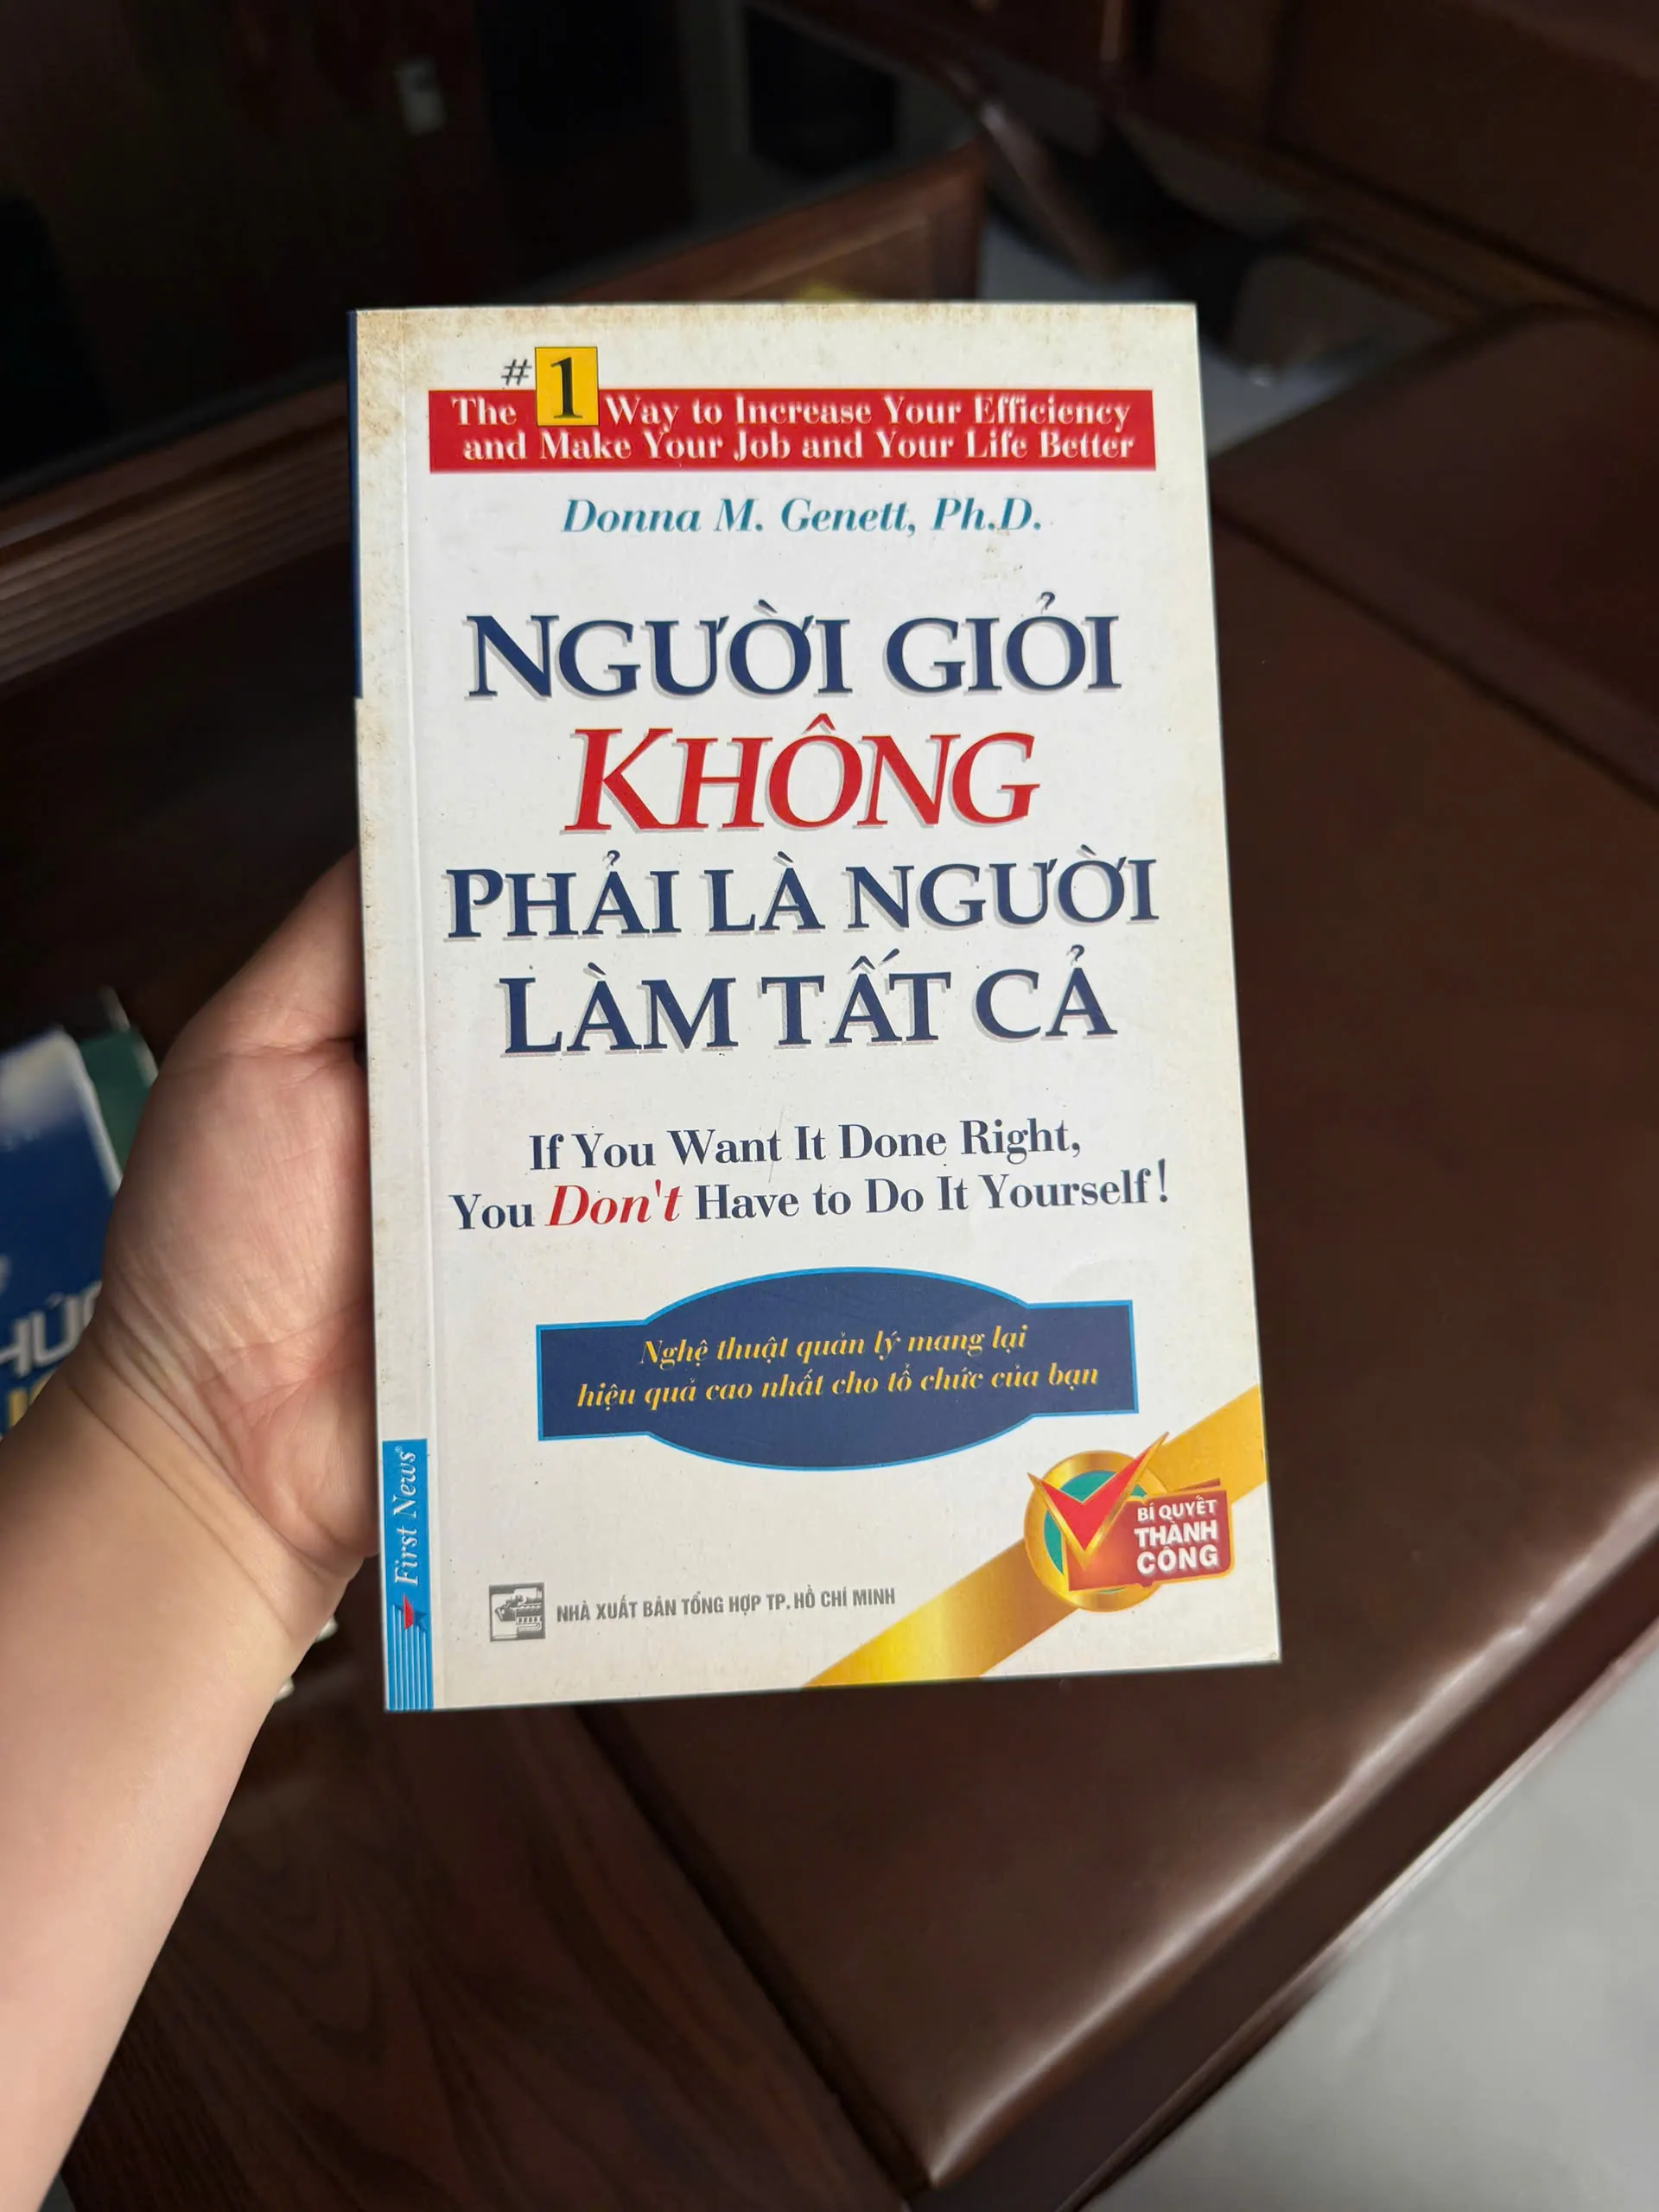 The #1 Way to Increase Your Efficiency
and Make Your Job and Your Life Better
Donna M. Genett, Ph.D.
NGƯỜI GIỎI
KHÔNG
PHẢI LÀ NGƯỜI
LÀM TẤT CẢ
If You Want It Done Right,
You Don't Have to Do It Yourself!
Nghệ thuật quản lý mang lại
hiệu quả cao nhất cho tổ chức của bạn
BÍ QUYẾT
THÀNH
CÔNG
First News®
NHÀ XUẤT BẢN TỔNG HỢP TP. HỒ CHÍ MINH